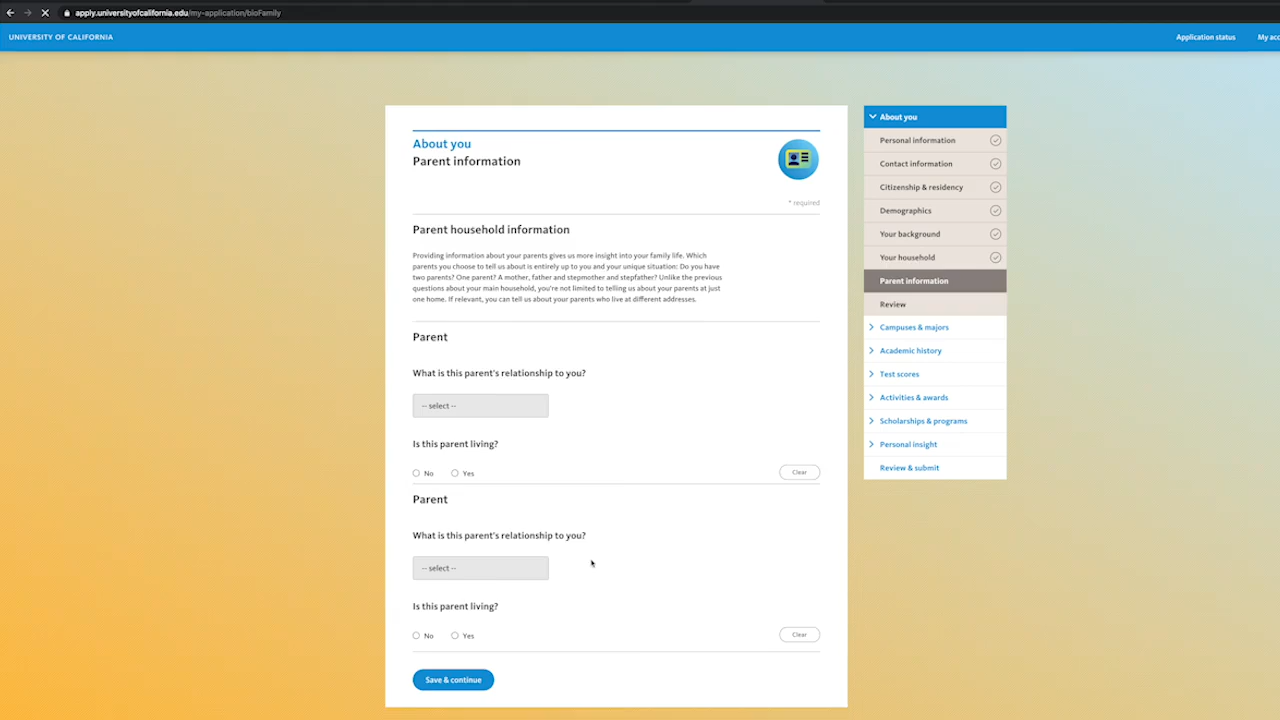 apply.universityofcalifornia.edu/my-application/bioFamily
UNIVERSITY OF CALIFORNIA
Application status
My acc
About you
Parent information
* required
Parent household information
Providing information about your parents gives us more insight into your family life. Which
parents you choose to tell us about is entirely up to you and your unique situation: Do you have
two parents? One parent? A mother, father and stepmother and stepfather? Unlike the previous
questions about your main household, you're not limited to telling us about your parents at just
one home. If relevant, you can tell us about your parents who live at different addresses.
Parent
What is this parent's relationship to you?
-- select --
Is this parent living?
No Yes Clear
Parent
What is this parent's relationship to you?
-- select --
Is this parent living?
No Yes Clear
Save & continue
About you
Personal information
Contact information
Citizenship & residency
Demographics
Your background
Your household
Parent information
Review
Campuses & majors
Academic history
Test scores
Activities & awards
Scholarships & programs
Personal insight
Review & submit